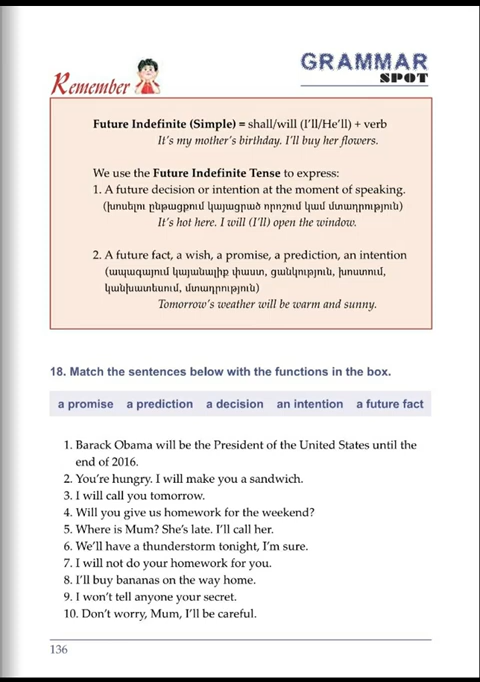 GRAMMAR
SPOT
Remember
Future Indefinite (Simple) = shall/will (I'll/He'll) + verb
It's my mother's birthday. I'll buy her flowers.
We use the Future Indefinite Tense to express:
1. A future decision or intention at the moment of speaking.
(խոսելու ընթացքում կայացրած որոշում կամ մտադրություն)
It's hot here. I will (I'll) open the window.
2. A future fact, a wish, a promise, a prediction, an intention
(ապագայում կայանալիք փաստ, ցանկություն, խոստում,
կանխատեսում, մտադրություն)
Tomorrow's weather will be warm and sunny.
18. Match the sentences below with the functions in the box.
a promise a prediction a decision an intention a future fact
1. Barack Obama will be the President of the United States until the
end of 2016.
2. You're hungry. I will make you a sandwich.
3. I will call you tomorrow.
4. Will you give us homework for the weekend?
5. Where is Mum? She's late. I'll call her.
6. We'll have a thunderstorm tonight, I'm sure.
7. I will not do your homework for you.
8. I'll buy bananas on the way home.
9. I won't tell anyone your secret.
10. Don't worry, Mum, I'll be careful.
136